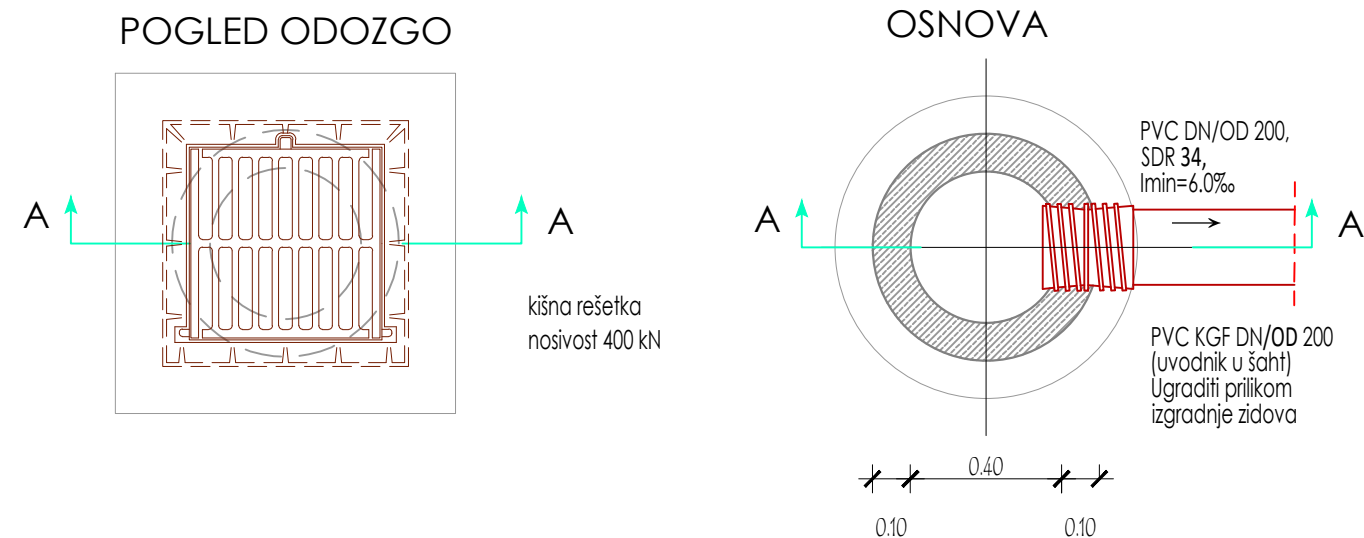 POGLED ODOZGO
A
A
kišna rešetka
nosivost 400 kN
OSNOVA
PVC DN/OD 200,
SDR 34,
Imin=6.0‰
A
A
PVC KGF DN/OD 200
(uvodnik u šaht)
Ugraditi prilikom
izgradnje zidova
0.40
0.10
0.10